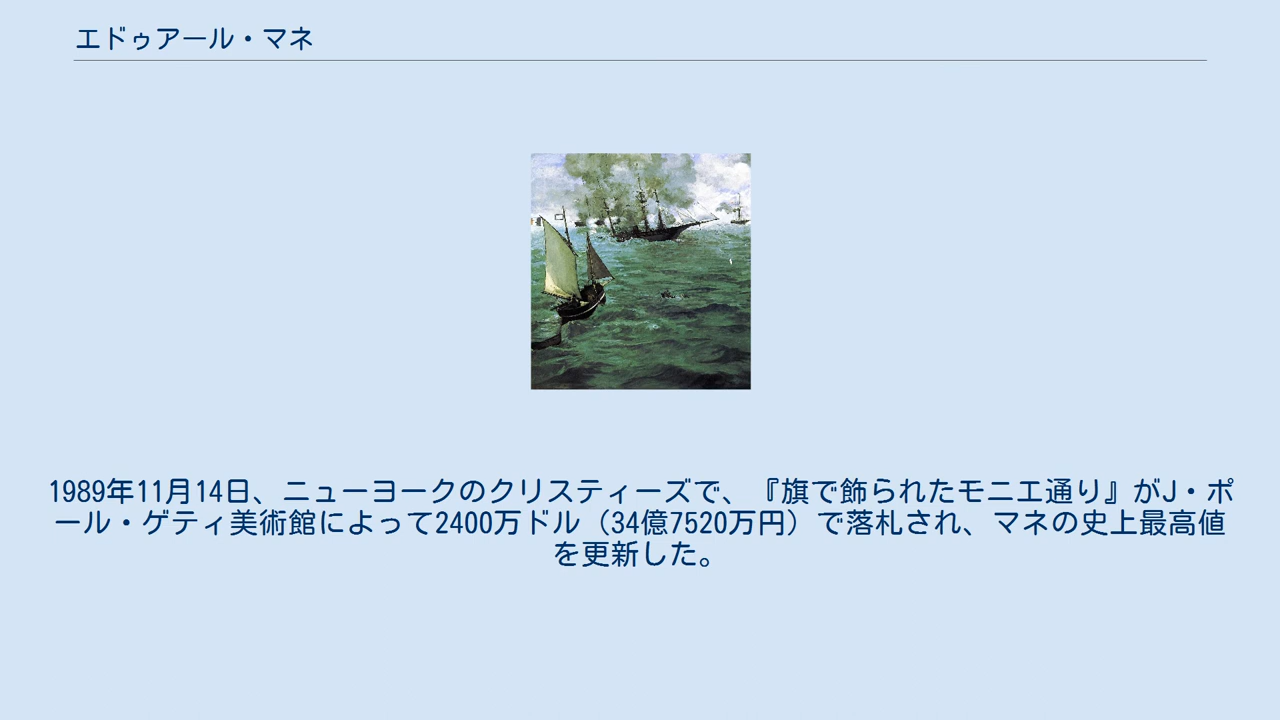 エドゥアール・マネ
1989年11月14日、ニューヨークのクリスティーズで、『旗で飾られたモニエ通り』がJ・ポ
ール・ゲティ美術館によって2400万ドル（34億7520万円）で落札され、マネの史上最高値
を更新した。